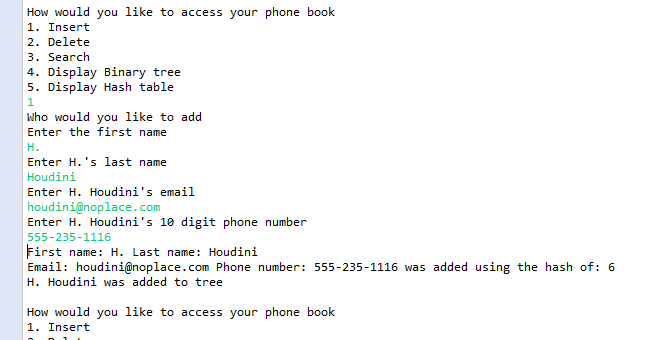 How would you like to access your phone book
1. Insert
2. Delete
3. Search
4. Display Binary tree
5. Display Hash table
1
Who would you like to add
Enter the first name
H.
Enter H.'s last name
Houdini
Enter H. Houdini's email
houdini@noplace.com
Enter H. Houdini's 10 digit phone number
555-235-1116
First name: H. Last name: Houdini
Email: houdini@noplace.com Phone number: 555-235-1116 was added using the hash of: 6
H. Houdini was added to tree
How would you like to access your phone book
1. Insert